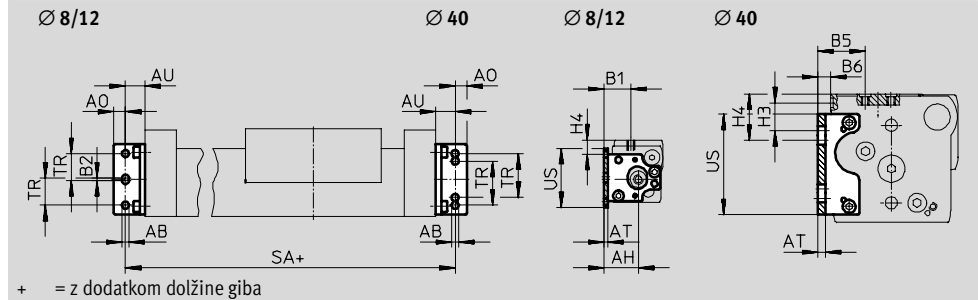 ∅ 8/12
∅ 40
∅ 8/12
∅ 40
AU
AO
TR
B2
TR
AB
SA+
AO
AU
TR
TR
AB
B1
H4
US
AT
AH
B5
B6
H4
H3
US
AT
+ = z dodatkom dolžine giba